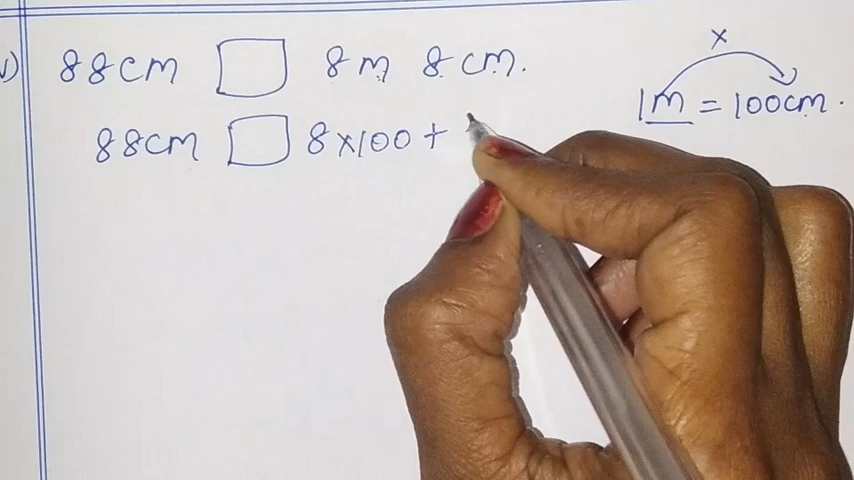 v) 88cm □ 8m 8cm.
×
1m = 100cm.
88cm □ 8×100 +